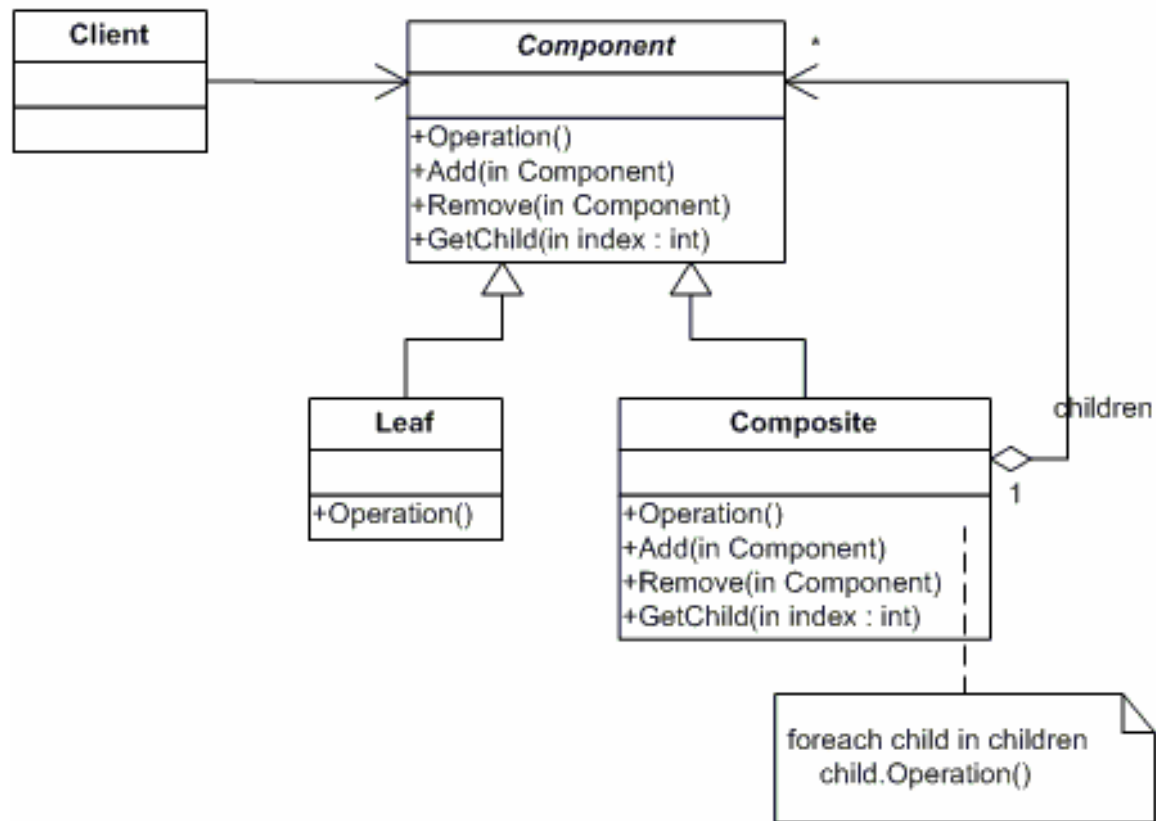 Client
Component
*
+Operation()
+Add(in Component)
+Remove(in Component)
+GetChild(in index : int)
children
Leaf
+Operation()
Composite
1
+Operation()
+Add(in Component)
+Remove(in Component)
+GetChild(in index : int)
foreach child in children
child.Operation()